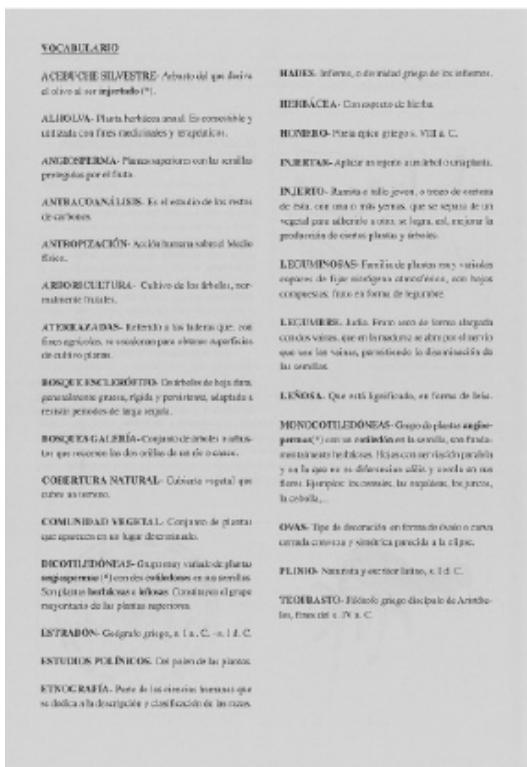 VOCABULARIO
ACEBUCHE SILVESTRE- Arbusto del que deriva
el olivo al ser injertado (*).
ALHOLVA- Planta herbácea anual. Es comestible y
utilizada con fines medicinales y terapéuticos.
ANGIOSPERMA- Plantas superiores con las semillas
protegidas por el fruto.
ANTRACOANÁLISIS. Es el estudio de los restos
de carbones.
ANTROPIZACIÓN- Acción humana sobre el Medio
físico.
ARBORICULTURA- Cultivo de los árboles, nor-
malmente frutales.
ATERRAZADAS- Referido a las laderas que, con
fines agrícolas, se escalonan para obtener superficies
de cultivo planas.
BOSQUE ESCLERÓFITO- De árboles de hoja dura,
generalmente gruesa, rígida y persistente, adaptada a
resistir periodos de larga sequía.
BOSQUES GALERÍA- Conjunto de árboles o arbus-
tos que recorren las dos orillas de un río o cauce.
COBERTURA NATURAL- Cubierta vegetal que
cubre un terreno.
COMUNIDAD VEGETAL- Conjunto de plantas
que aparecen en un lugar determinado.
DICOTILEDÓNEAS- Grupo muy variado de plantas
angiospermas (*) con dos cotiledones en sus semillas.
Son plantas herbáceas o leñosas. Constituyen el grupo
mayoritario de las plantas superiores.
ESTRABÓN- Geógrafo griego, s. I a. C. - s. I d. C.
ESTUDIOS POLÍNICOS. Del polen de las plantas.
ETNOGRAFÍA- Parte de las ciencias humanas que
se dedica a la descripción y clasificación de las razas.
HADES- Infierno, o divinidad griega de los infiernos.
HERBÁCEA- Con aspecto de hierba.
HOMERO- Poeta épico griego s. VIII a. C.
INJERTAR- Aplicar un injerto a un árbol o una planta.
INJERTO- Ramita o tallo joven, o trozo de corteza
de ésta, con una o más yemas, que se separa de un
vegetal para adherirlo a otro, se logra, así, mejorar la
producción de ciertas plantas y árboles.
LEGUMINOSAS- Familia de plantas muy variadas
capaces de fijar nitrógeno atmosférico, con hojas
compuestas, fruto en forma de legumbre.
LEGUMBRE. Judía. Fruto seco de forma alargada
con dos vainas, que en la madurez se abre por el nervio
que une las vainas, permitiendo la diseminación de
las semillas.
LEÑOSA. Que está lignificado, en forma de leña.
MONOCOTILEDÓNEAS- Grupo de plantas angios-
permas(*) con un cotiledón en la semilla, son funda-
mentalmente herbáceas. Hojas con nerviación paralela
y en la que no se diferencian cáliz y corola en sus
flores. Ejemplos: los cereales, las orquídeas, los juncos,
la cebolla,...
OVAS- Tipo de decoración en forma de óvalo o curva
cerrada convexa y simétrica parecida a la elipse.
PLINIO- Naturista y escritor latino, s. I d. C.
TEOFRASTO- Filósofo griego discípulo de Aristóte-
les, fines del s. IV a. C.